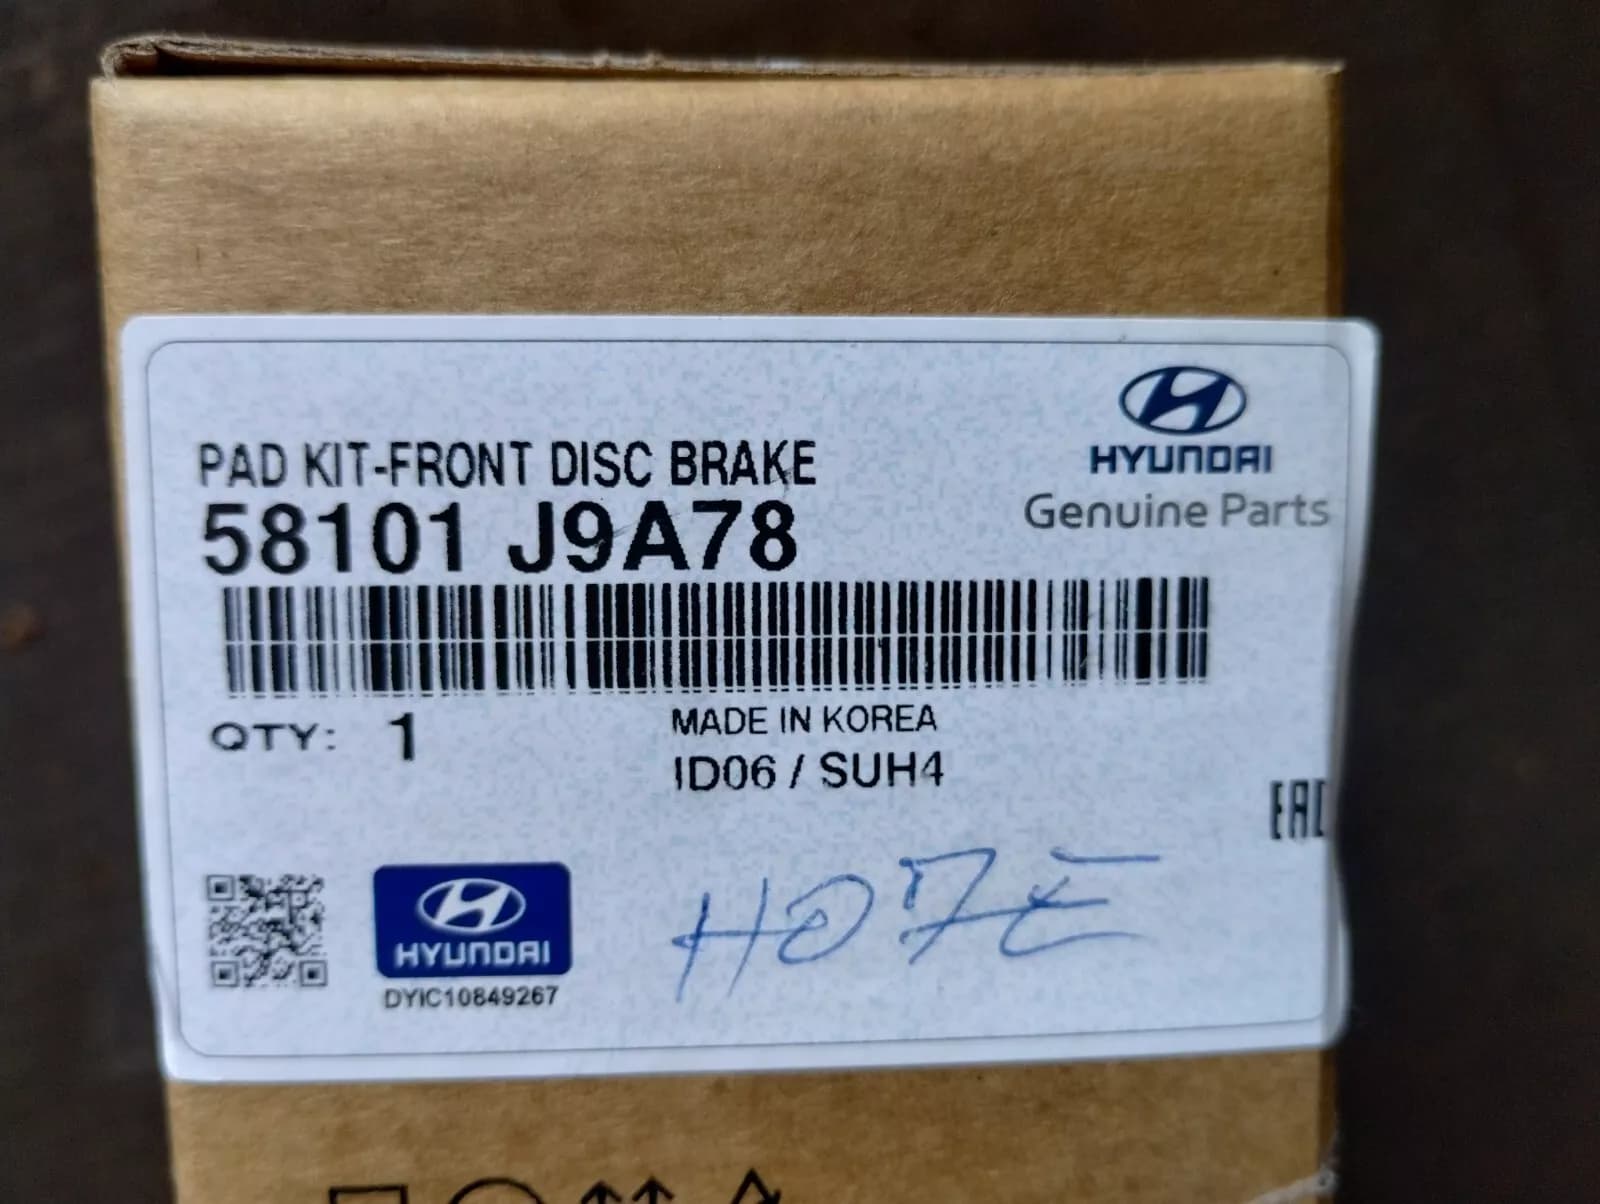 HYUNDAI
Genuine Parts
PAD KIT-FRONT DISC BRAKE
58101 J9A78
QTY: 1
MADE IN KOREA
ID06 / SUH4
EAC
HYUNDAI
DYIC10849267